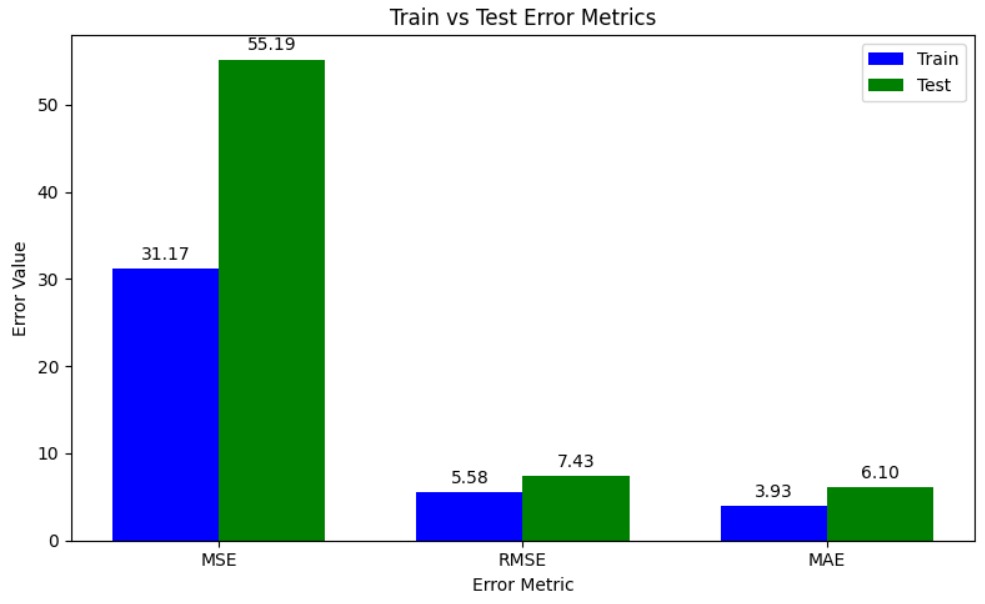 Train vs Test Error Metrics
55.19
Train
Test
50
40
31.17
30
Error Value
20
10
5.58
7.43
3.93
6.10
0
MSE
RMSE
MAE
Error Metric